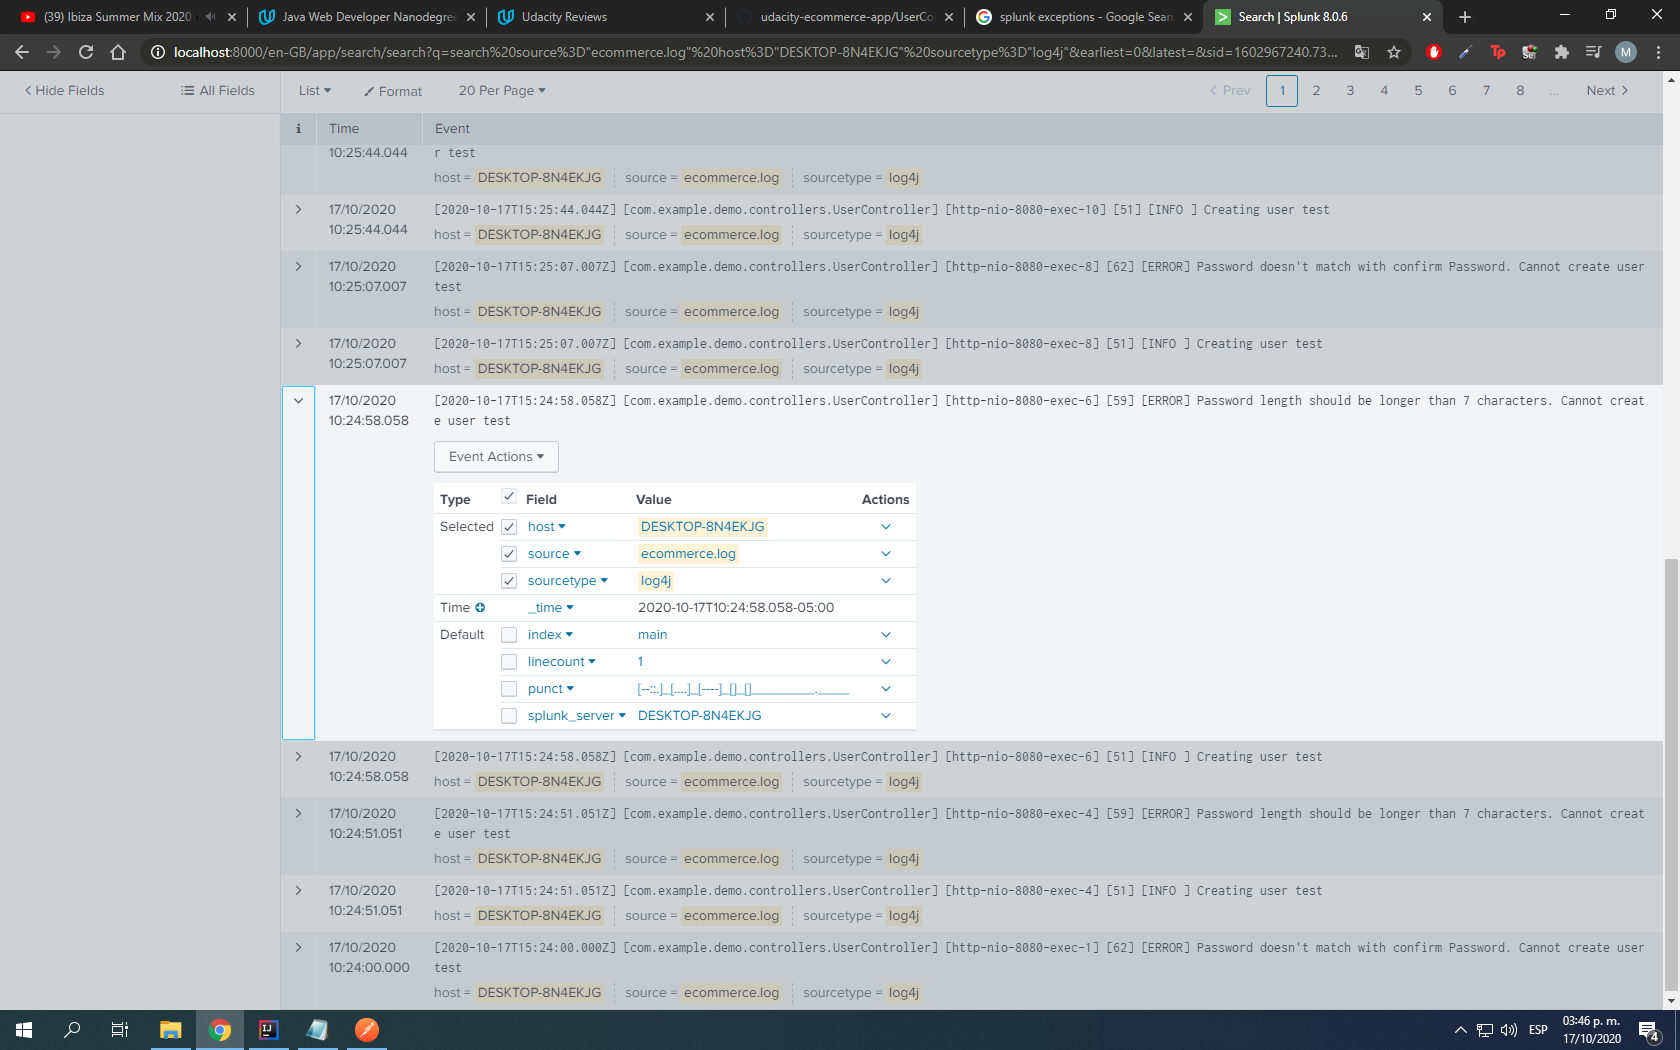 (39) Ibiza Summer Mix 2020
Java Web Developer Nanodegree
Udacity Reviews
udacity-ecommerce-app/UserCo
splunk exceptions - Google Searc
Search | Splunk 8.0.6
localhost:8000/en-GB/app/search/search?q=search%20source%3D"ecommerce.log"%20host%3D"DESKTOP-8N4EKJG"%20sourcetype%3D"log4j"&earliest=0&latest=&sid=1602967240.73...
M
Hide Fields
All Fields
List
Format
20 Per Page
Prev
1
2
3
4
5
6
7
8
...
Next
i
Time
Event
10:25:44.044
r test
host = DESKTOP-8N4EKJG source = ecommerce.log sourcetype = log4j
17/10/2020
10:25:44.044
[2020-10-17T15:25:44.044Z] [com.example.demo.controllers.UserController] [http-nio-8080-exec-10] [51] [INFO ] Creating user test
host = DESKTOP-8N4EKJG source = ecommerce.log sourcetype = log4j
17/10/2020
10:25:07.007
[2020-10-17T15:25:07.007Z] [com.example.demo.controllers.UserController] [http-nio-8080-exec-8] [62] [ERROR] Password doesn't match with confirm Password. Cannot create user
test
host = DESKTOP-8N4EKJG source = ecommerce.log sourcetype = log4j
17/10/2020
10:25:07.007
[2020-10-17T15:25:07.007Z] [com.example.demo.controllers.UserController] [http-nio-8080-exec-8] [51] [INFO ] Creating user test
host = DESKTOP-8N4EKJG source = ecommerce.log sourcetype = log4j
17/10/2020
10:24:58.058
[2020-10-17T15:24:58.058Z] [com.example.demo.controllers.UserController] [http-nio-8080-exec-6] [59] [ERROR] Password length should be longer than 7 characters. Cannot creat
e user test
Event Actions
Type Field Value Actions
Selected host DESKTOP-8N4EKJG
source ecommerce.log
sourcetype log4j
Time _time 2020-10-17T10:24:58.058-05:00
Default index main
linecount 1
punct [--::.]_[....]_[----]_[]_[]__________._____
splunk_server DESKTOP-8N4EKJG
17/10/2020
10:24:58.058
[2020-10-17T15:24:58.058Z] [com.example.demo.controllers.UserController] [http-nio-8080-exec-6] [51] [INFO ] Creating user test
host = DESKTOP-8N4EKJG source = ecommerce.log sourcetype = log4j
17/10/2020
10:24:51.051
[2020-10-17T15:24:51.051Z] [com.example.demo.controllers.UserController] [http-nio-8080-exec-4] [59] [ERROR] Password length should be longer than 7 characters. Cannot creat
e user test
host = DESKTOP-8N4EKJG source = ecommerce.log sourcetype = log4j
17/10/2020
10:24:51.051
[2020-10-17T15:24:51.051Z] [com.example.demo.controllers.UserController] [http-nio-8080-exec-4] [51] [INFO ] Creating user test
host = DESKTOP-8N4EKJG source = ecommerce.log sourcetype = log4j
17/10/2020
10:24:00.000
[2020-10-17T15:24:00.000Z] [com.example.demo.controllers.UserController] [http-nio-8080-exec-1] [62] [ERROR] Password doesn't match with confirm Password. Cannot create user
test
host = DESKTOP-8N4EKJG source = ecommerce.log sourcetype = log4j
ESP
03:46 p. m.
17/10/2020
4